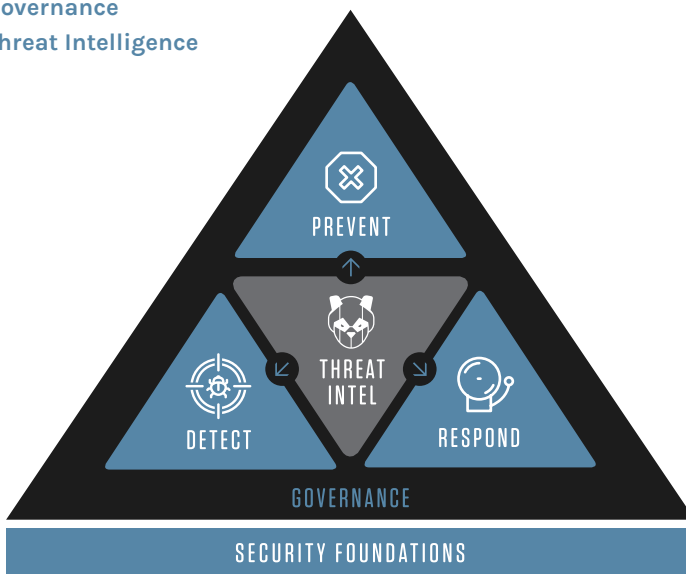 overnance
hreat Intelligence
PREVENT
THREAT
INTEL
DETECT
RESPOND
GOVERNANCE
SECURITY FOUNDATIONS